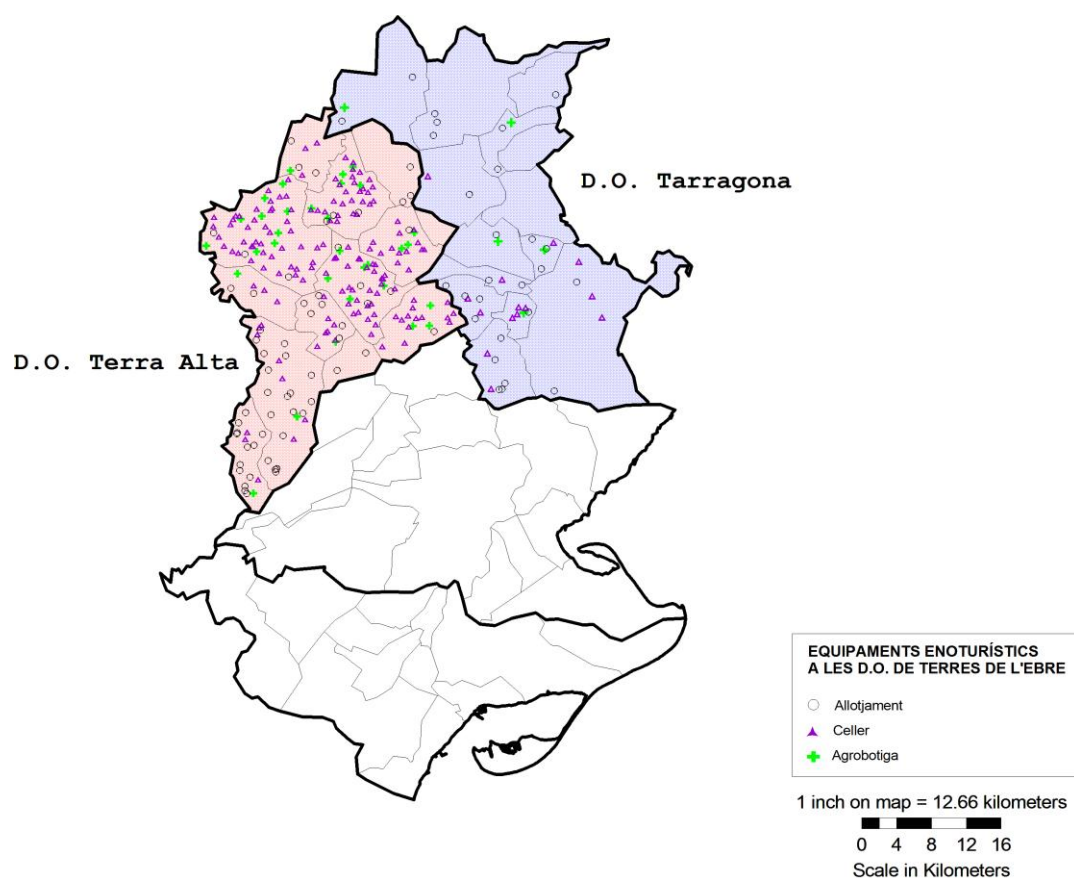 D.O. Tarragona
D.O. Terra Alta
EQUIPAMENTS ENOTURÍSTICS
A LES D.O. DE TERRES DE L'EBRE
Allotjament
Celler
Agrobotiga
1 inch on map = 12.66 kilometers
0 4 8 12 16
Scale in Kilometers